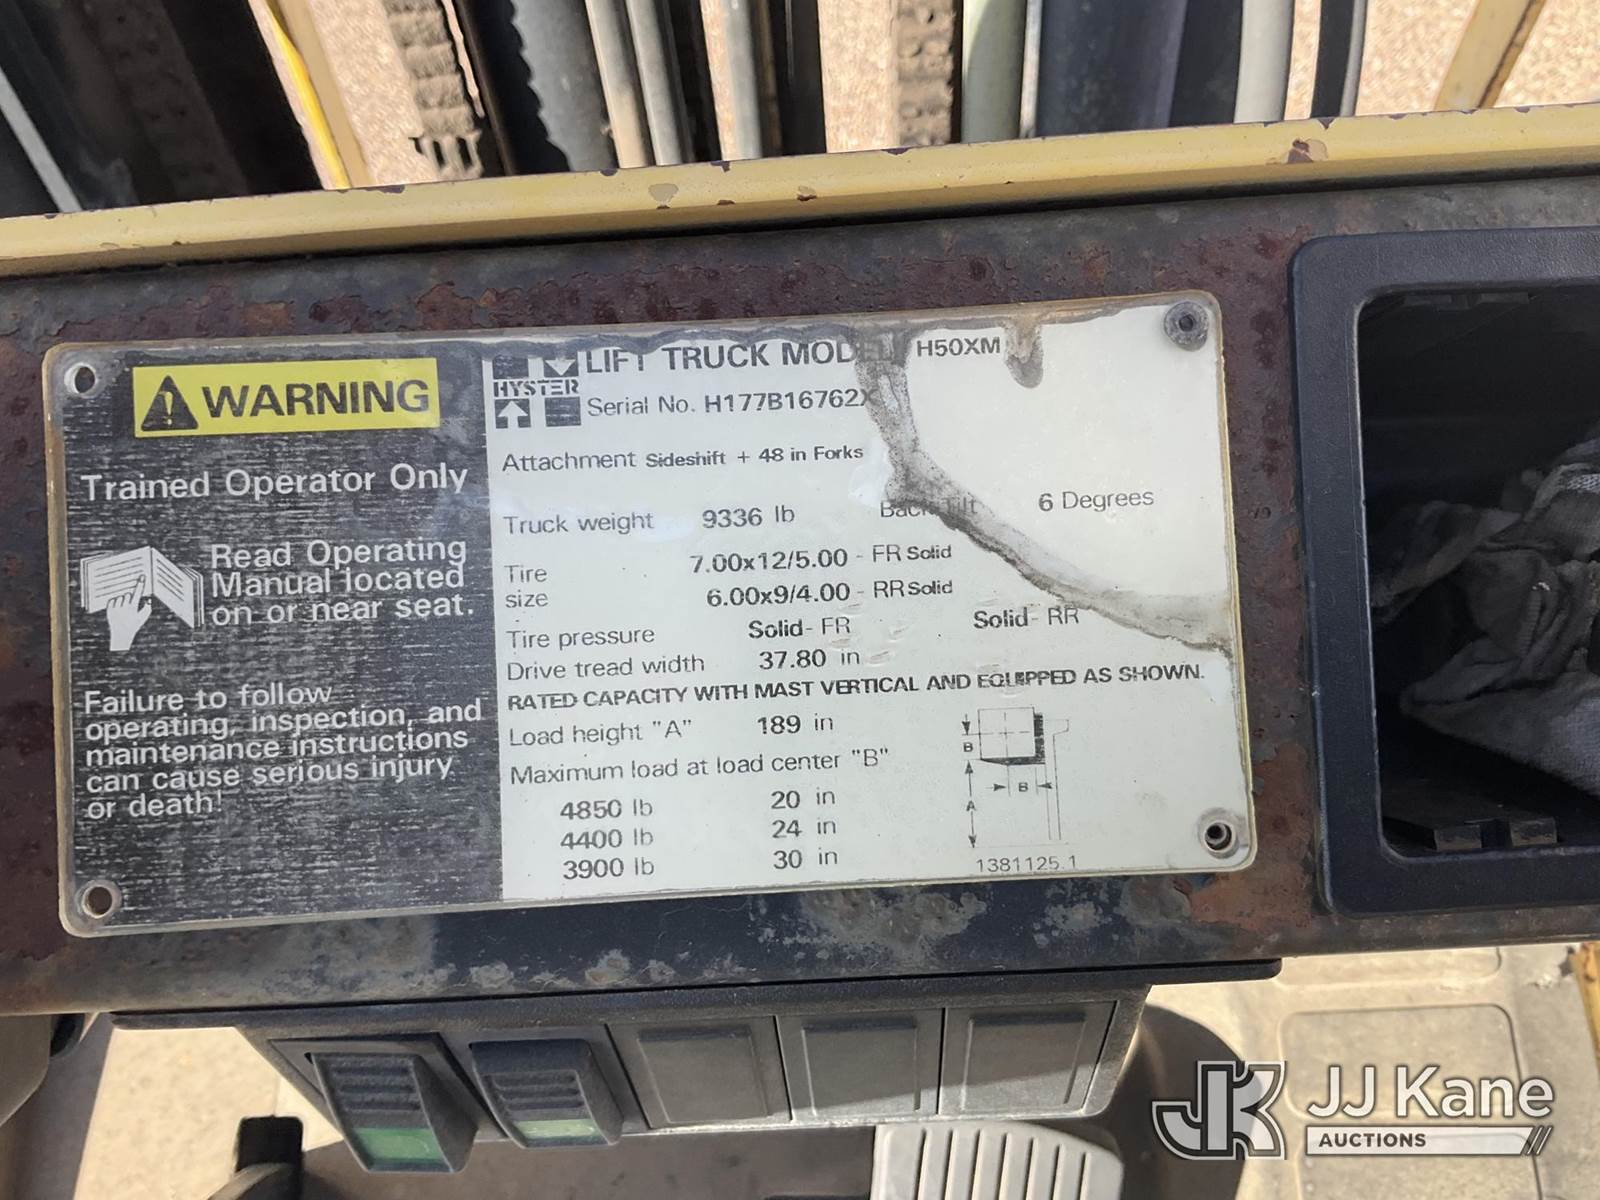 WARNING
Trained Operator Only
Read Operating
Manual located
on or near seat.
Failure to follow
operating, inspection, and
maintenance instructions
can cause serious injury
or death!
HYSTER
LIFT TRUCK MODEL H50XM
Serial No. H177B16762X
Attachment Sideshift + 48 in Forks
Truck weight 9336 lb Back Tilt 6 Degrees
Tire size 7.00x12/5.00 - FR Solid
6.00x9/4.00 - RR Solid
Tire pressure Solid- FR Solid- RR
Drive tread width 37.80 in
RATED CAPACITY WITH MAST VERTICAL AND EQUIPPED AS SHOWN.
Load height "A" 189 in
Maximum load at load center "B"
4850 lb 20 in
4400 lb 24 in
3900 lb 30 in
B
B
A
1381125.1
JK JJ Kane
AUCTIONS